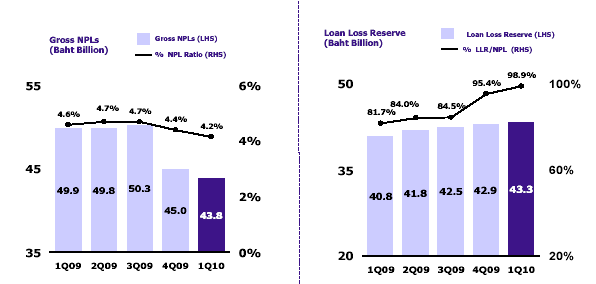 Gross NPLs
(Baht Billion)
Gross NPLs (LHS)
% NPL Ratio (RHS)
55
45
35
6%
4%
2%
0%
4.6%
4.7%
4.7%
4.4%
4.2%
49.9
49.8
50.3
45.0
43.8
1Q09
2Q09
3Q09
4Q09
1Q10
Loan Loss Reserve
(Baht Billion)
Loan Loss Reserve (LHS)
% LLR/NPL (RHS)
50
35
20
100%
60%
20%
81.7%
84.0%
84.5%
95.4%
98.9%
40.8
41.8
42.5
42.9
43.3
1Q09
2Q09
3Q09
4Q09
1Q10